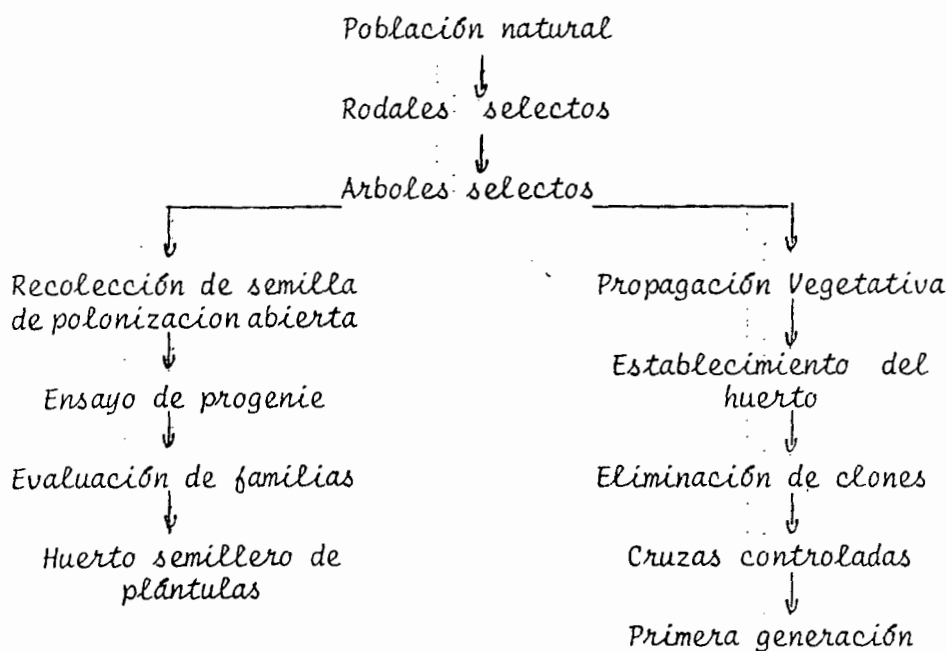 Población natural
Rodales selectos
Arboles selectos
Recolección de semilla
de polonizacion abierta
Ensayo de progenie
Evaluación de familias
Huerto semillero de
plántulas
Propagación Vegetativa
Establecimiento del
huerto
Eliminación de clones
Cruzas controladas
Primera generación